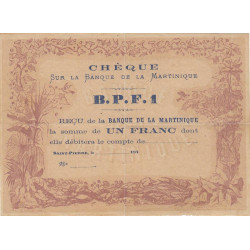 CHÈQUE
SUR LA BANQUE DE LA MARTINIQUE
B.P.F.1
REÇU de la BANQUE DE LA MARTINIQUE
la somme de UN FRANC dont
elle débitera le compte de
SAINT-PIERRE, le 187